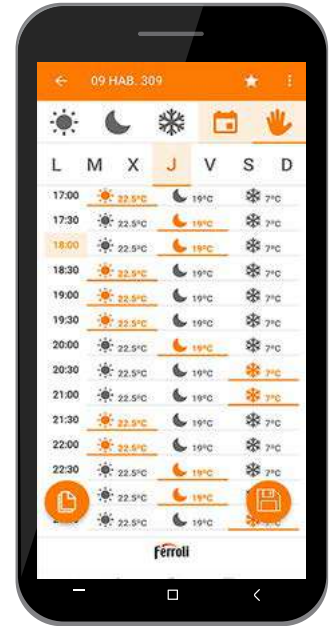 09 HAB. 309
L M X J V S D
17:00 22.5°C 19°C 7°C
17:30 22.5°C 19°C 7°C
18:00 22.5°C 19°C 7°C
18:30 22.5°C 19°C 7°C
19:00 22.5°C 19°C 7°C
19:30 22.5°C 19°C 7°C
20:00 22.5°C 19°C 7°C
20:30 22.5°C 19°C 7°C
21:00 22.5°C 19°C 7°C
21:30 22.5°C 19°C 7°C
22:00 22.5°C 19°C 7°C
22:30 22.5°C 19°C 7°C
22.5°C 19°C
22.5°C 19°C 7°C
Ferroli